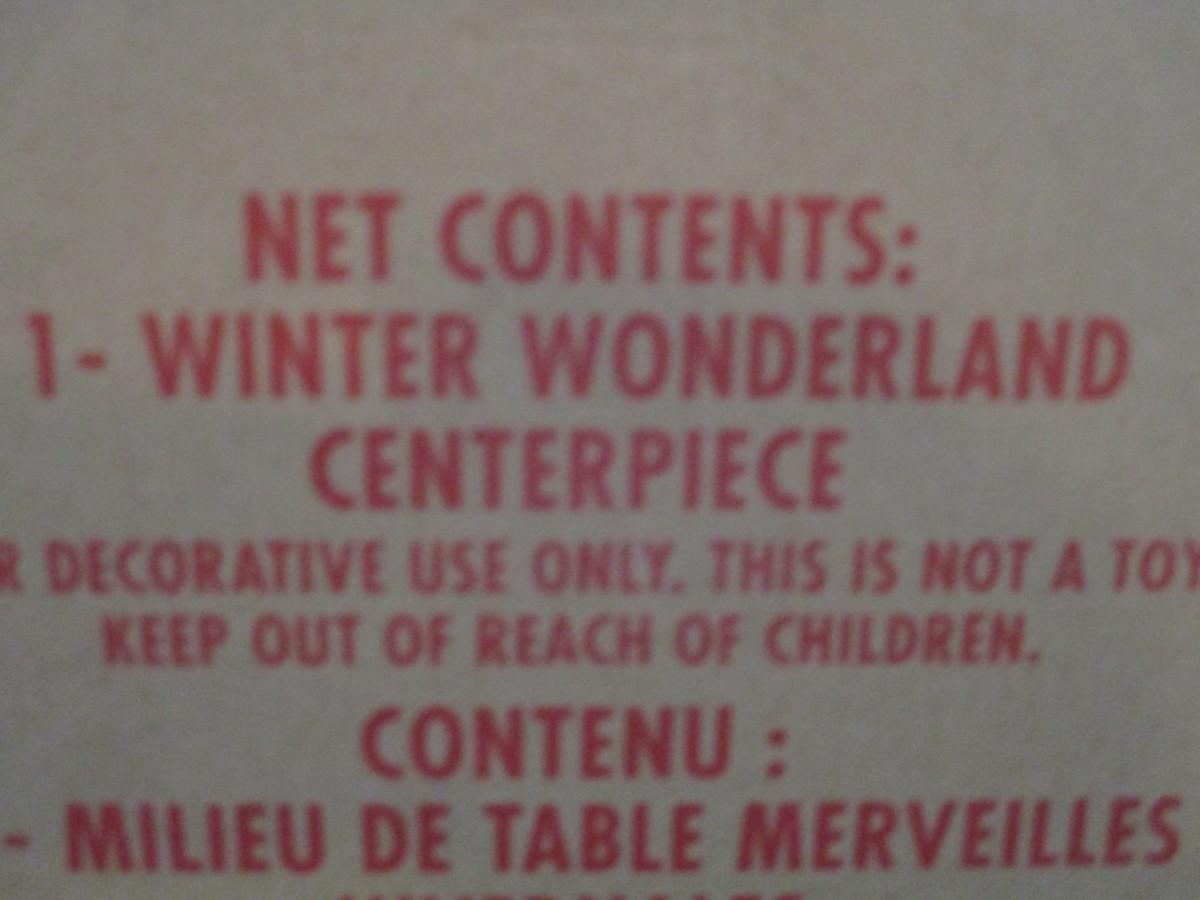 NET CONTENTS:
1- WINTER WONDERLAND
CENTERPIECE
R DECORATIVE USE ONLY. THIS IS NOT A TOY
KEEP OUT OF REACH OF CHILDREN.
CONTENU :
- MILIEU DE TABLE MERVEILLES